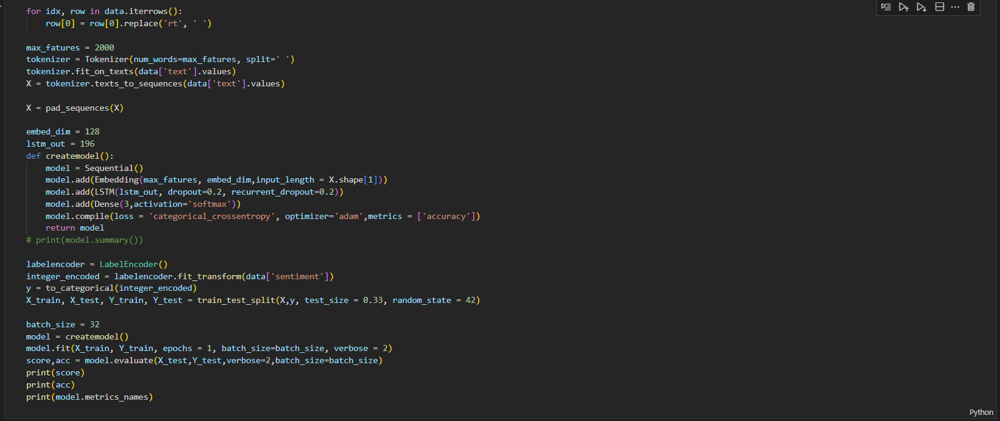 for idx, row in data.iterrows():
    row[0] = row[0].replace('rt', ' ')

max_fatures = 2000
tokenizer = Tokenizer(num_words=max_fatures, split=' ')
tokenizer.fit_on_texts(data['text'].values)
X = tokenizer.texts_to_sequences(data['text'].values)

X = pad_sequences(X)

embed_dim = 128
lstm_out = 196
def createmodel():
    model = Sequential()
    model.add(Embedding(max_fatures, embed_dim,input_length = X.shape[1]))
    model.add(LSTM(lstm_out, dropout=0.2, recurrent_dropout=0.2))
    model.add(Dense(3,activation='softmax'))
    model.compile(loss = 'categorical_crossentropy', optimizer='adam',metrics = ['accuracy'])
    return model
# print(model.summary())

labelencoder = LabelEncoder()
integer_encoded = labelencoder.fit_transform(data['sentiment'])
y = to_categorical(integer_encoded)
X_train, X_test, Y_train, Y_test = train_test_split(X,y, test_size = 0.33, random_state = 42)

batch_size = 32
model = createmodel()
model.fit(X_train, Y_train, epochs = 1, batch_size=batch_size, verbose = 2)
score,acc = model.evaluate(X_test,Y_test,verbose=2,batch_size=batch_size)
print(score)
print(acc)
print(model.metrics_names)
Python